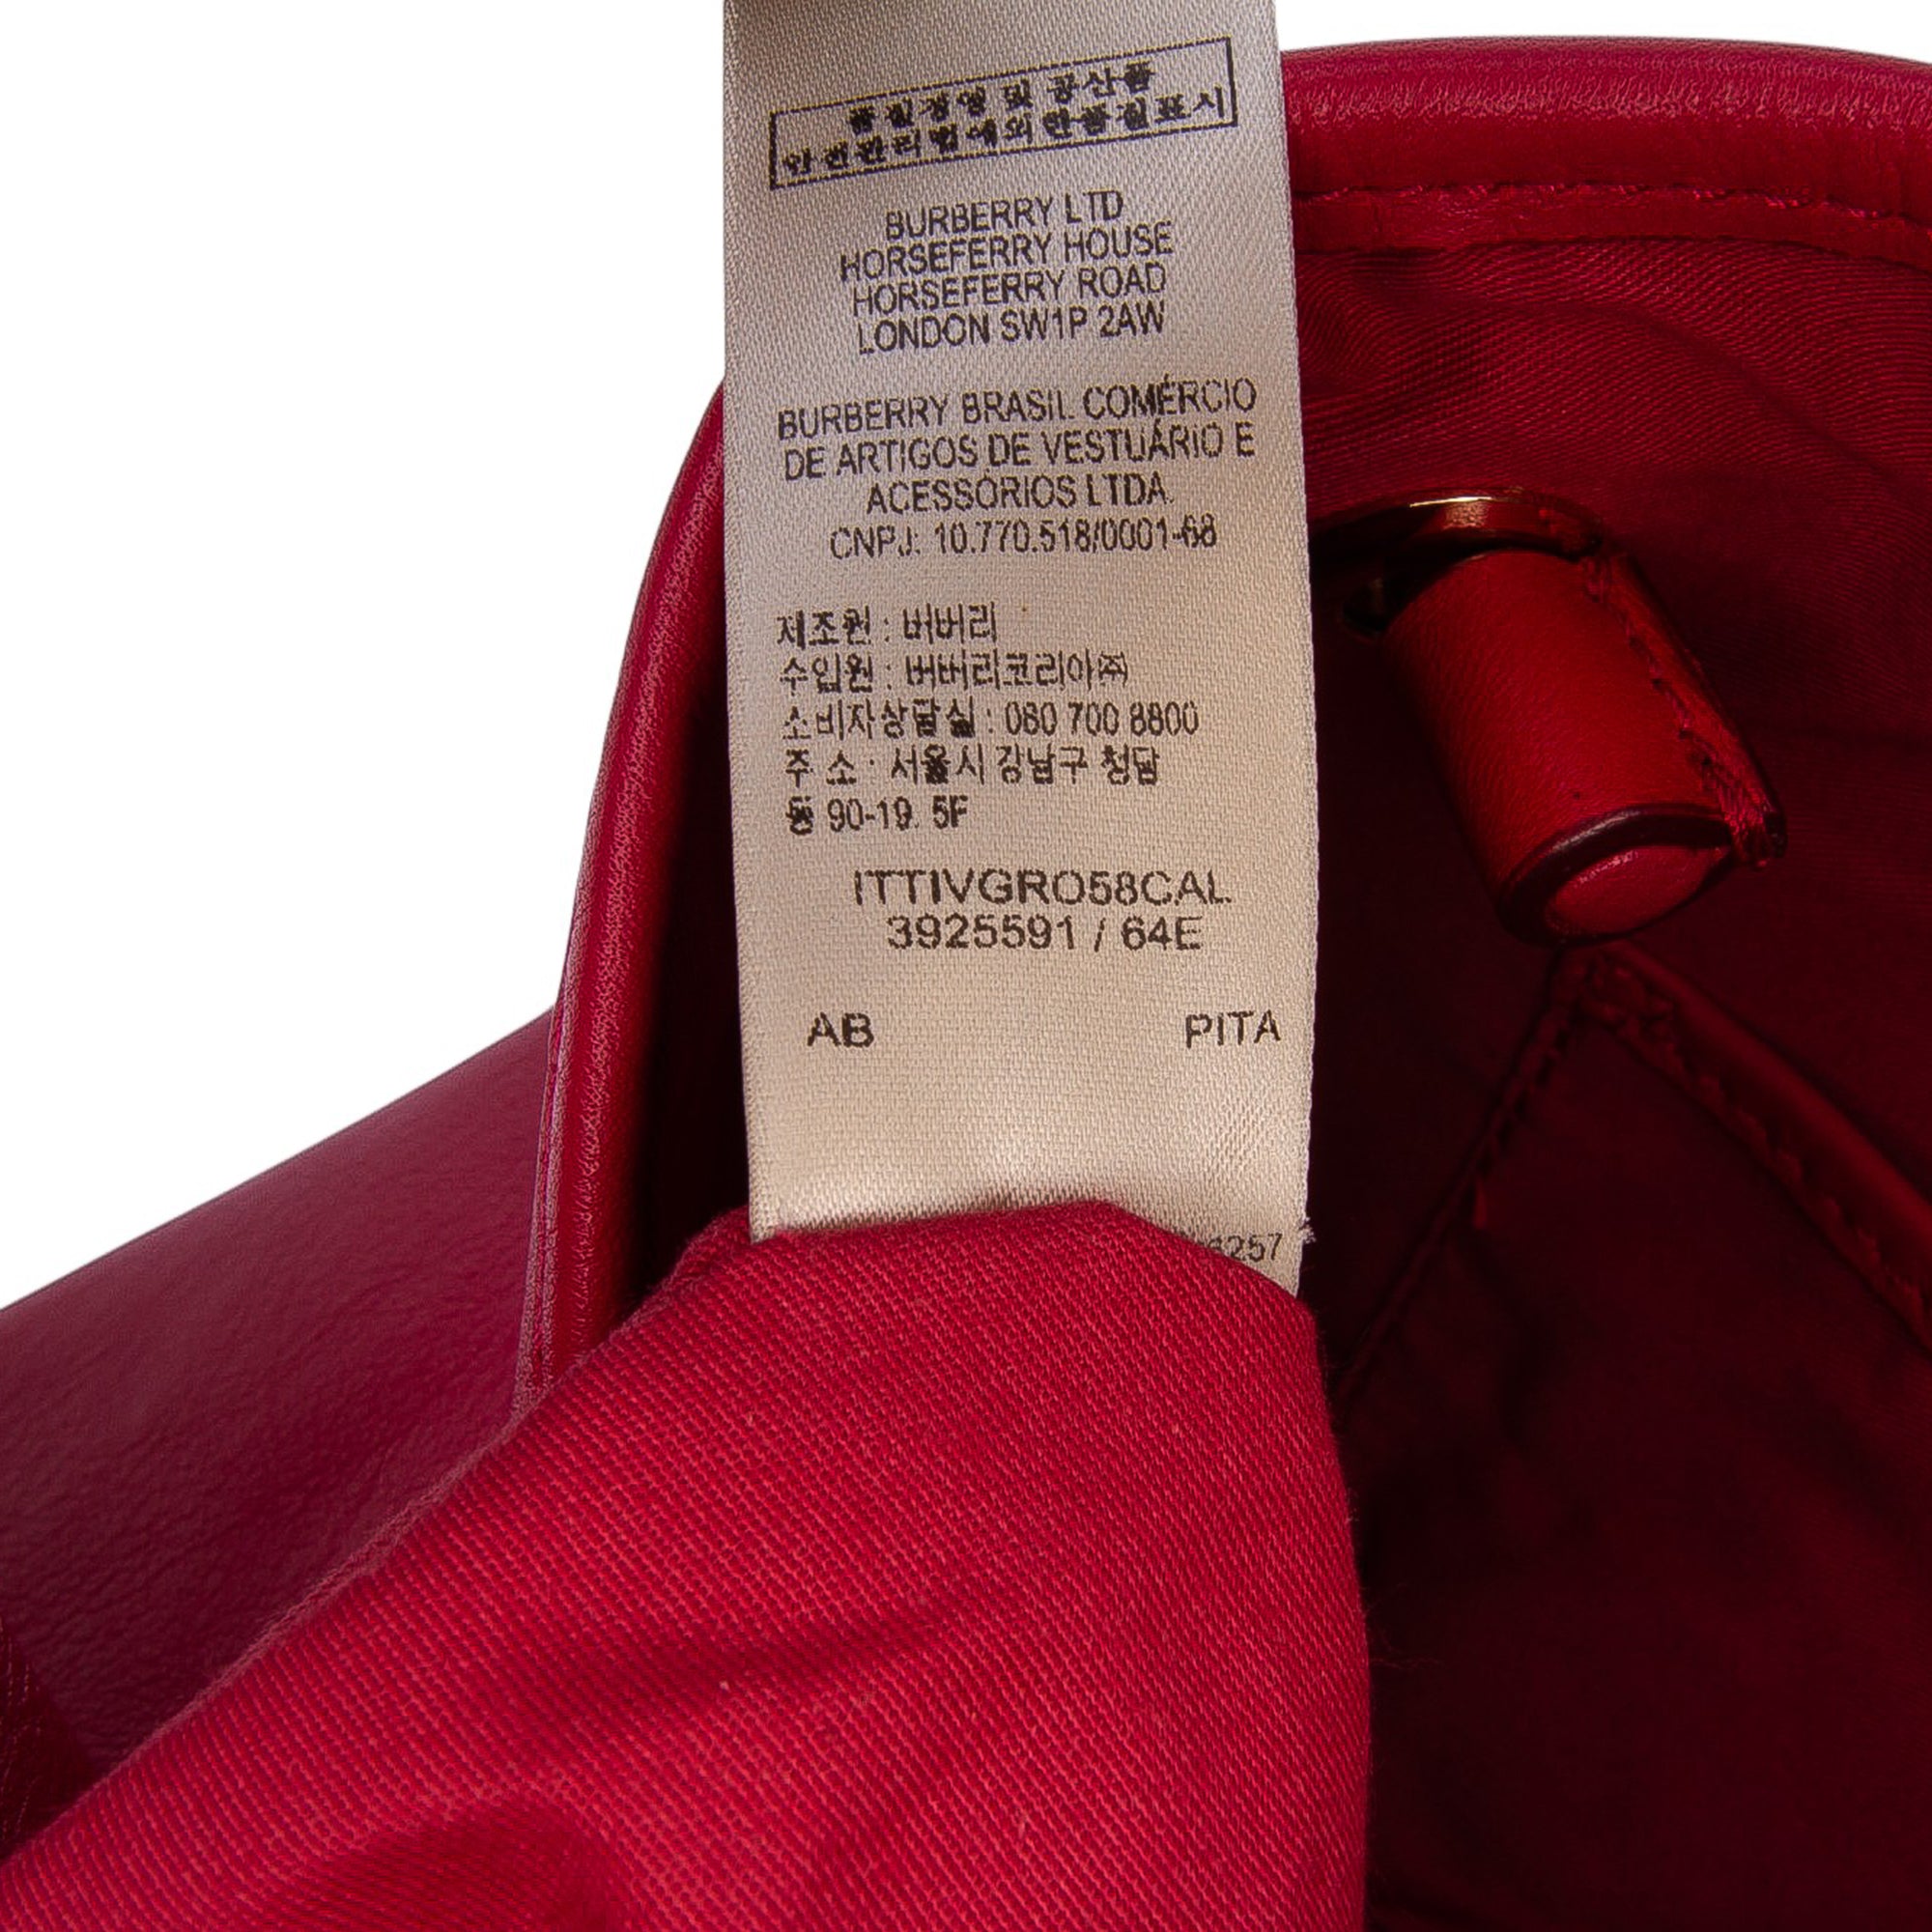 품질경영 및 공산품
안전관리법에의한품질표시
BURBERRY LTD
HORSEFERRY HOUSE
HORSEFERRY ROAD
LONDON SW1P 2AW
BURBERRY BRASIL COMÉRCIO
DE ARTIGOS DE VESTUÁRIO E
ACESSÓRIOS LTDA.
CNPJ: 10.770.518/0001-68
제조원 : 버버리
수입원 : 버버리코리아㈜
소비자상담실 : 080 700 8800
주 소 : 서울시 강남구 청담
동 90-19. 5F
ITTIVGRO58CAL
3925591 / 64E
AB PITA